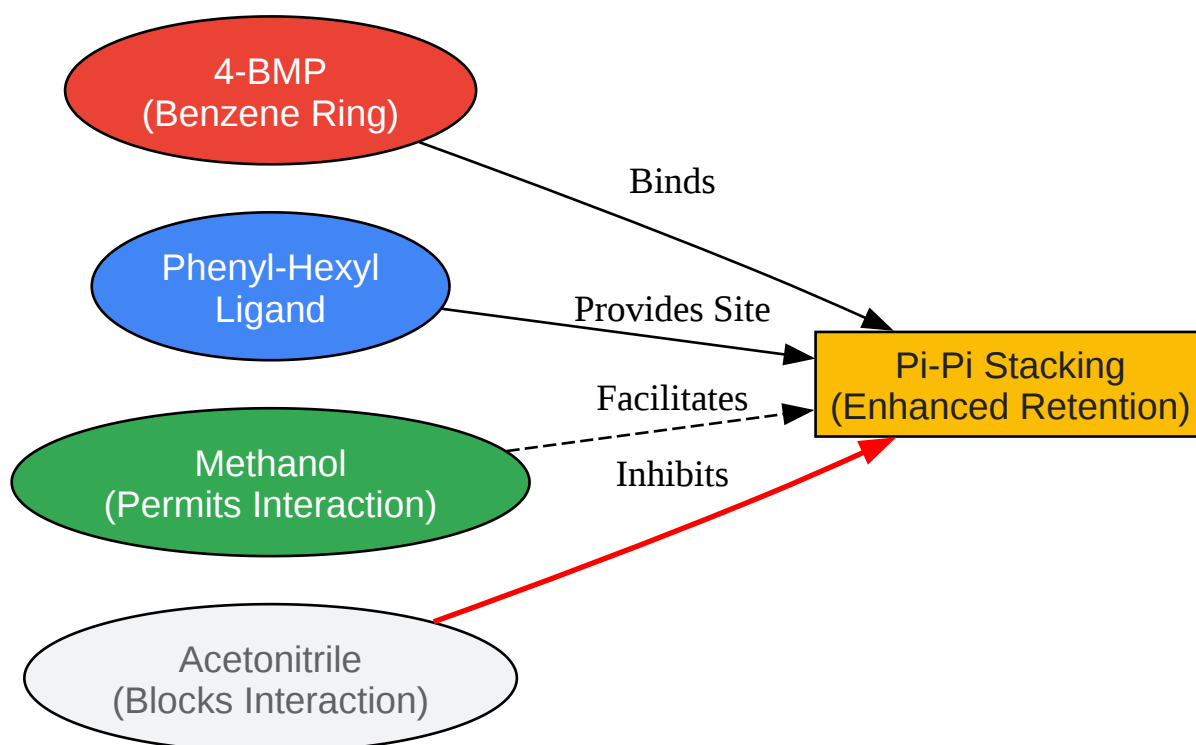 4-BMP
(Benzene Ring)
Binds
Phenyl-Hexyl
Ligand
Provides Site
Pi-Pi Stacking
(Enhanced Retention)
Facilitates
Methanol
(Permits Interaction)
Inhibits
Acetonitrile
(Blocks Interaction)